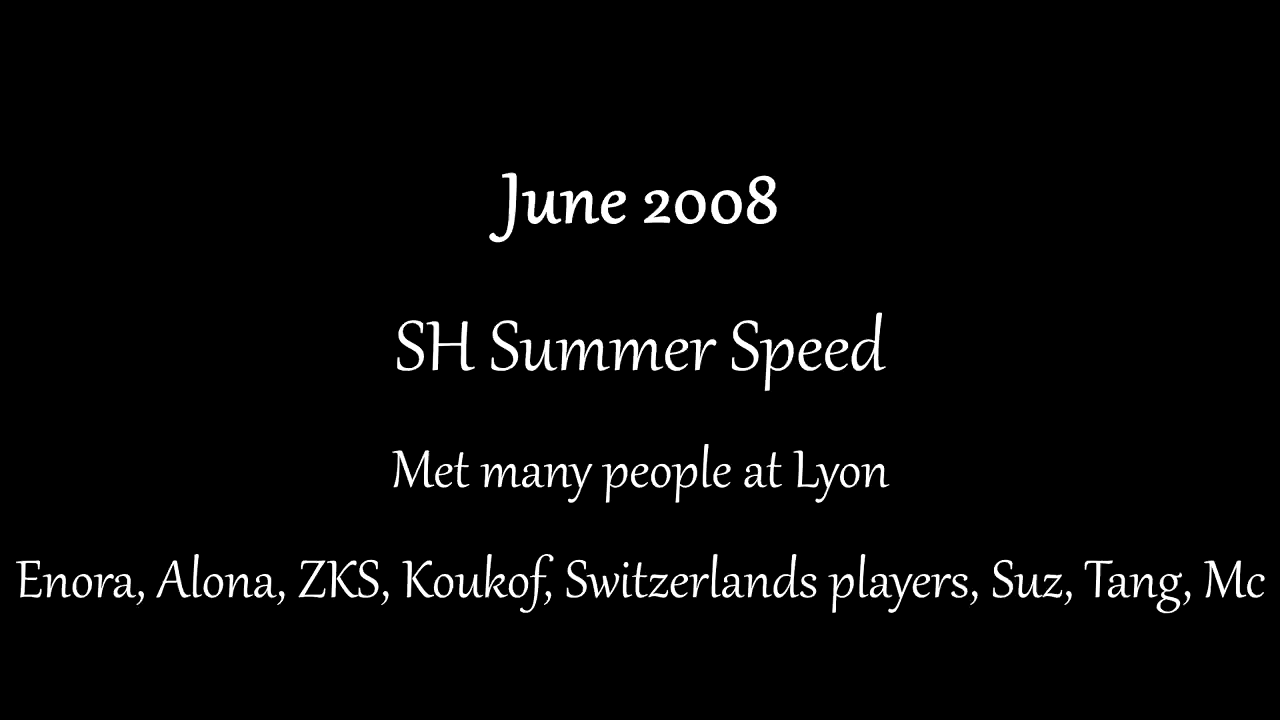 June 2008
SH Summer Speed
Met many people at Lyon
Enora, Alona, ZKS, Koukof, Switzerlands players, Suz, Tang, Mc